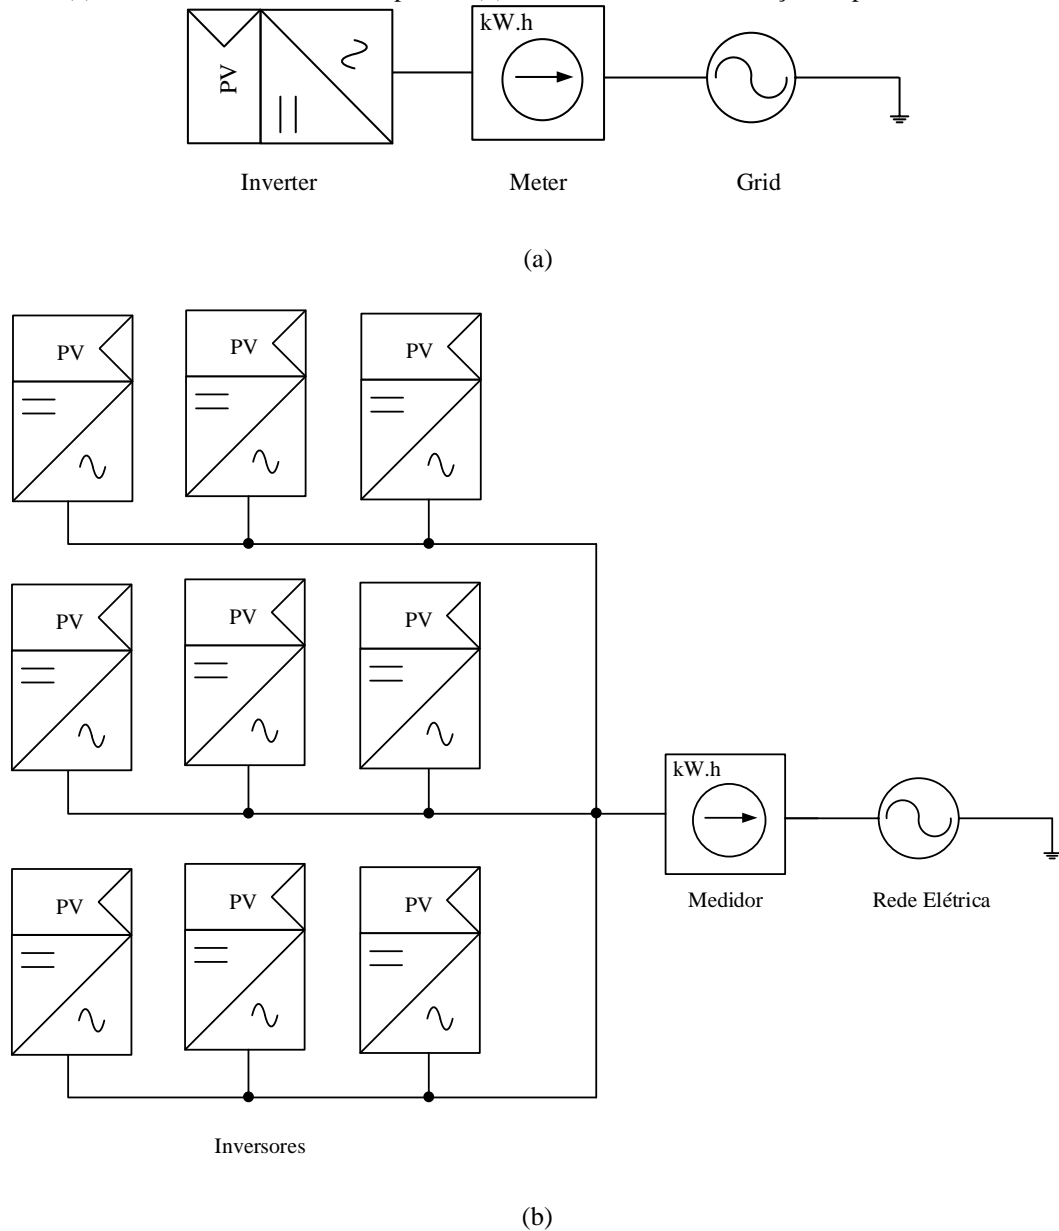 PV
kW.h
Inverter Meter Grid
(a)
PV PV PV
PV PV PV
kW.h
Medidor Rede Elétrica
PV PV PV
Inversores
(b)